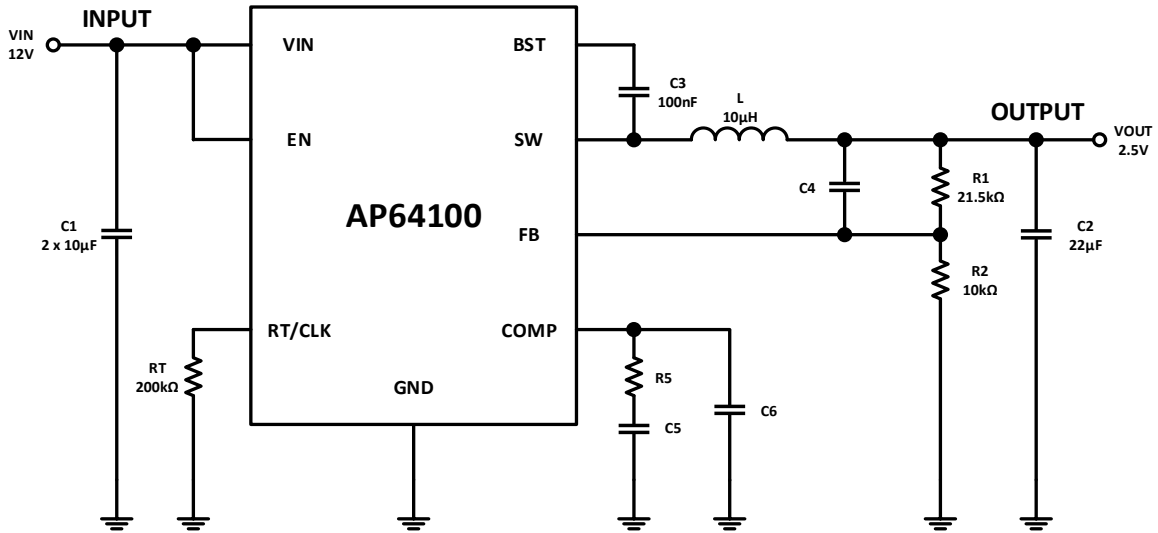 INPUT
VIN
12V
VIN
BST
C3
100nF
L
10µH
OUTPUT
VOUT
2.5V
EN
SW
C4
R1
21.5kΩ
AP64100
C1
2 x 10µF
FB
C2
22µF
R2
10kΩ
RT/CLK
COMP
RT
200kΩ
R5
GND
C6
C5